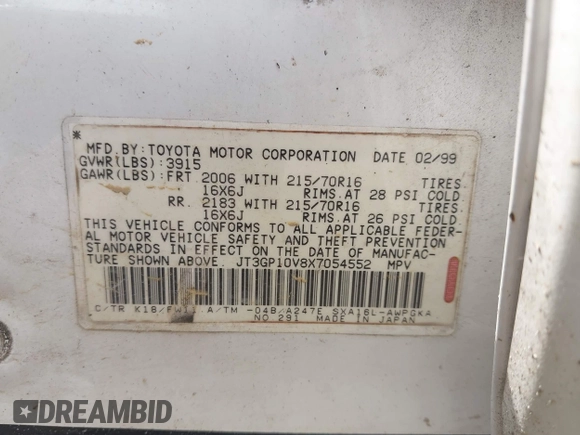 *
MFD.BY:TOYOTA MOTOR CORPORATION DATE 02/99
GVWR(LBS):3915
GAWR(LBS):FRT 2006 WITH 215/70R16 TIRES.
16X6J RIMS.AT 28 PSI COLD.
RR. 2183 WITH 215/70R16 TIRES.
16X6J RIMS.AT 26 PSI COLD.
THIS VEHICLE CONFORMS TO ALL APPLICABLE FEDER-
AL MOTOR VEHICLE SAFETY AND THEFT PREVENTION
STANDARDS IN EFFECT ON THE DATE OF MANUFAC-
TURE SHOWN ABOVE. JT3GP10V8X7054552 MPV
C/TR K18/FW11 A/TM -04B/A247E SXA16L-AWPGKA
NO 291 MADE IN JAPAN
DREAMBID